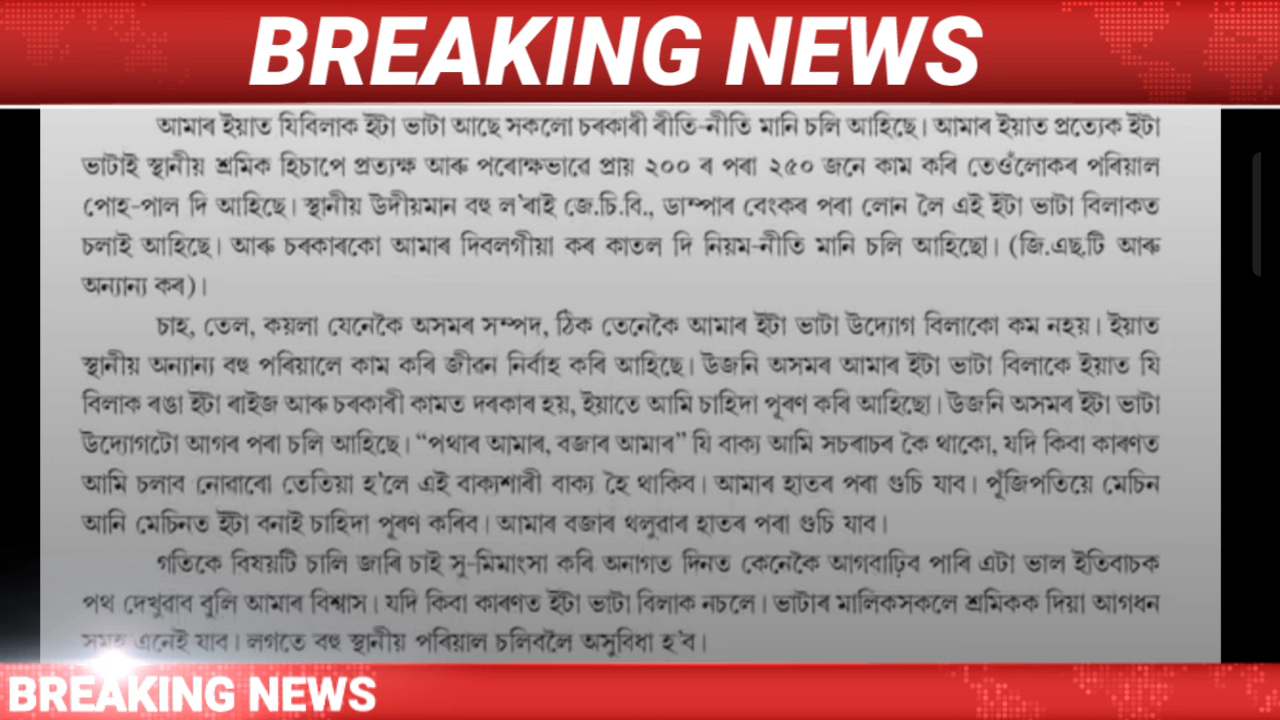 BREAKING NEWS
আমাৰ ইয়াত যিবিলাক ইটা ভাটা আছে সকলো চৰকাৰী ৰীতি-নীতি মানি চলি আহিছে। আমাৰ ইয়াত প্ৰত্যেক ইটা
ভাটাই স্থানীয় শ্ৰমিক হিচাপে প্ৰত্যক্ষ আৰু পৰোক্ষভাৱে প্ৰায় ২০০ ৰ পৰা ২৫০ জনে কাম কৰি তেওঁলোকৰ পৰিয়াল
পোহ-পাল দি আহিছে। স্থানীয় উদীয়মান বহু ল'ৰাই জে.চি.বি., ডাম্পাৰ বেংকৰ পৰা লোন লৈ এই ইটা ভাটা বিলাকত
চলাই আহিছে। আৰু চৰকাৰকো আমাৰ দিবলগীয়া কৰ কাতল দি নিয়ম-নীতি মানি চলি আহিছো। (জি.এছ.টি আৰু
অন্যান্য কৰ)।
চাহ, তেল, কয়লা যেনেকৈ অসমৰ সম্পদ, ঠিক তেনেকৈ আমাৰ ইটা ভাটা উদ্যোগ বিলাকো কম নহয়। ইয়াত
স্থানীয় অন্যান্য বহু পৰিয়ালে কাম কৰি জীৱন নিৰ্বাহ কৰি আহিছে। উজনি অসমৰ আমাৰ ইটা ভাটা বিলাকে ইয়াত যি
বিলাক ৰঙা ইটা ৰাইজ আৰু চৰকাৰী কামত দৰকাৰ হয়, ইয়াতে আমি চাহিদা পূৰণ কৰি আহিছো। উজনি অসমৰ ইটা ভাটা
উদ্যোগটো আগৰ পৰা চলি আহিছে। “পথাৰ আমাৰ, বজাৰ আমাৰ” যি বাক্য আমি সচৰাচৰ কৈ থাকো, যদি কিবা কাৰণত
আমি চলাব নোৱাৰো তেতিয়া হ'লে এই বাক্যশাৰী বাক্য হৈ থাকিব। আমাৰ হাতৰ পৰা গুচি যাব। পূঁজিপতিয়ে মেচিন
আনি মেচিনত ইটা বনাই চাহিদা পূৰণ কৰিব। আমাৰ বজাৰ থলুৱাৰ হাতৰ পৰা গুচি যাব।
গতিকে বিষয়টি চালি জাৰি চাই সু-মিমাংসা কৰি অনাগত দিনত কেনেকৈ আগবাঢ়িব পাৰি এটা ভাল ইতিবাচক
পথ দেখুৱাব বুলি আমাৰ বিশ্বাস। যদি কিবা কাৰণত ইটা ভাটা বিলাক নচলে। ভাটাৰ মালিকসকলে শ্ৰমিকক দিয়া আগধন
সমূহ এনেই যাব। লগতে বহু স্থানীয় পৰিয়াল চলিবলৈ অসুবিধা হ'ব।
BREAKING NEWS